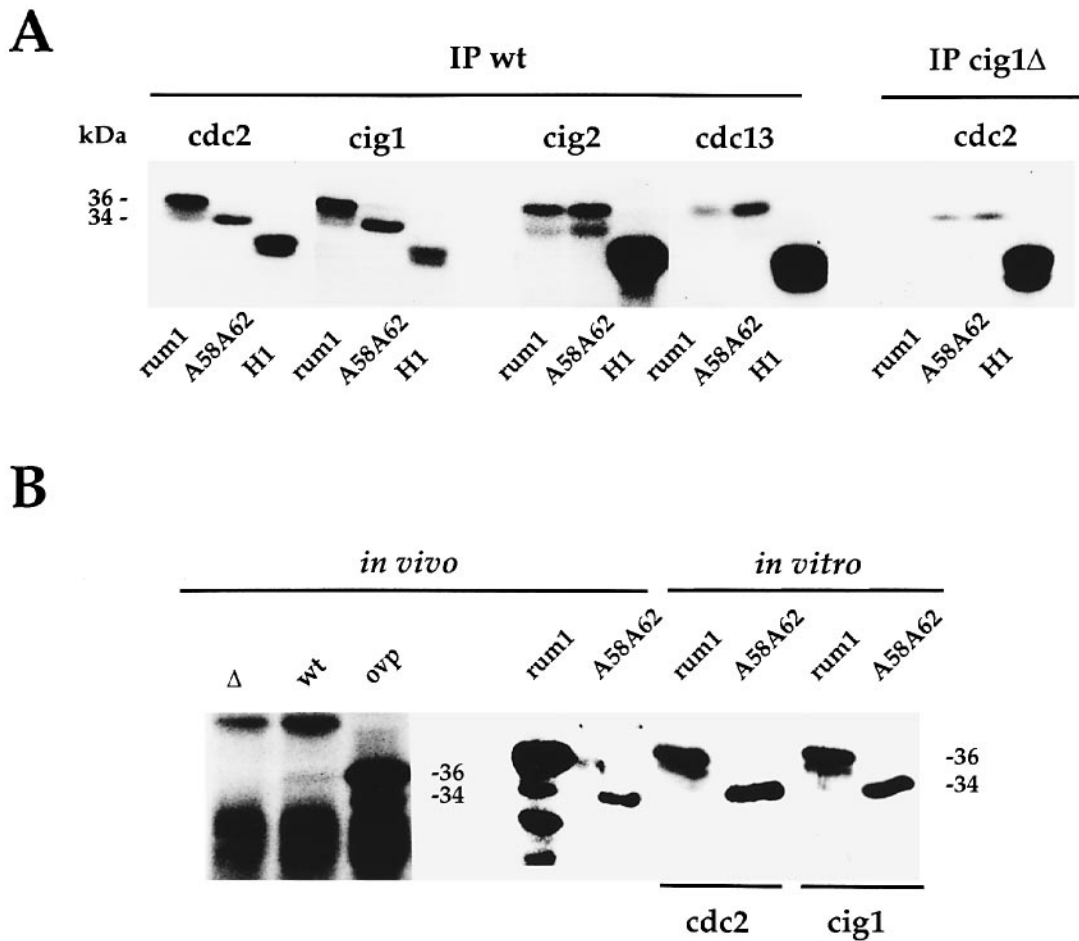 A
IP wt
IP cig1Δ
kDa
cdc2
cig1
cig2
cdc13
cdc2
36 -
34 -
rum1
A58A62
H1
rum1
A58A62
H1
rum1
A58A62
H1
rum1
A58A62
H1
rum1
A58A62
H1
B
in vivo
in vitro
Δ
wt
ovp
rum1
A58A62
rum1
A58A62
rum1
A58A62
-36
-34
-36
-34
cdc2
cig1